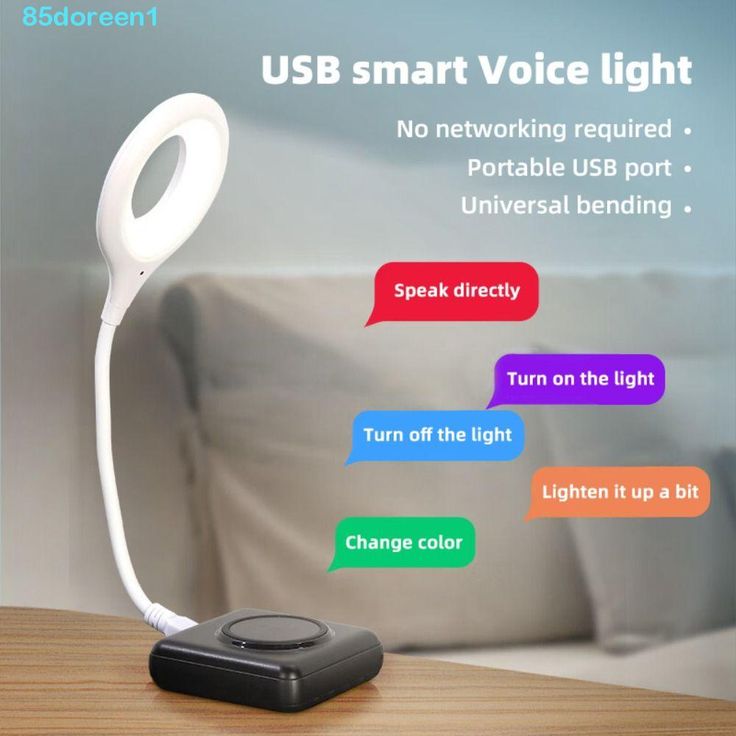 85doreen1
USB smart Voice light
No networking required •
Portable USB port •
Universal bending •
Speak directly
Turn on the light
Turn off the light
Lighten it up a bit
Change color